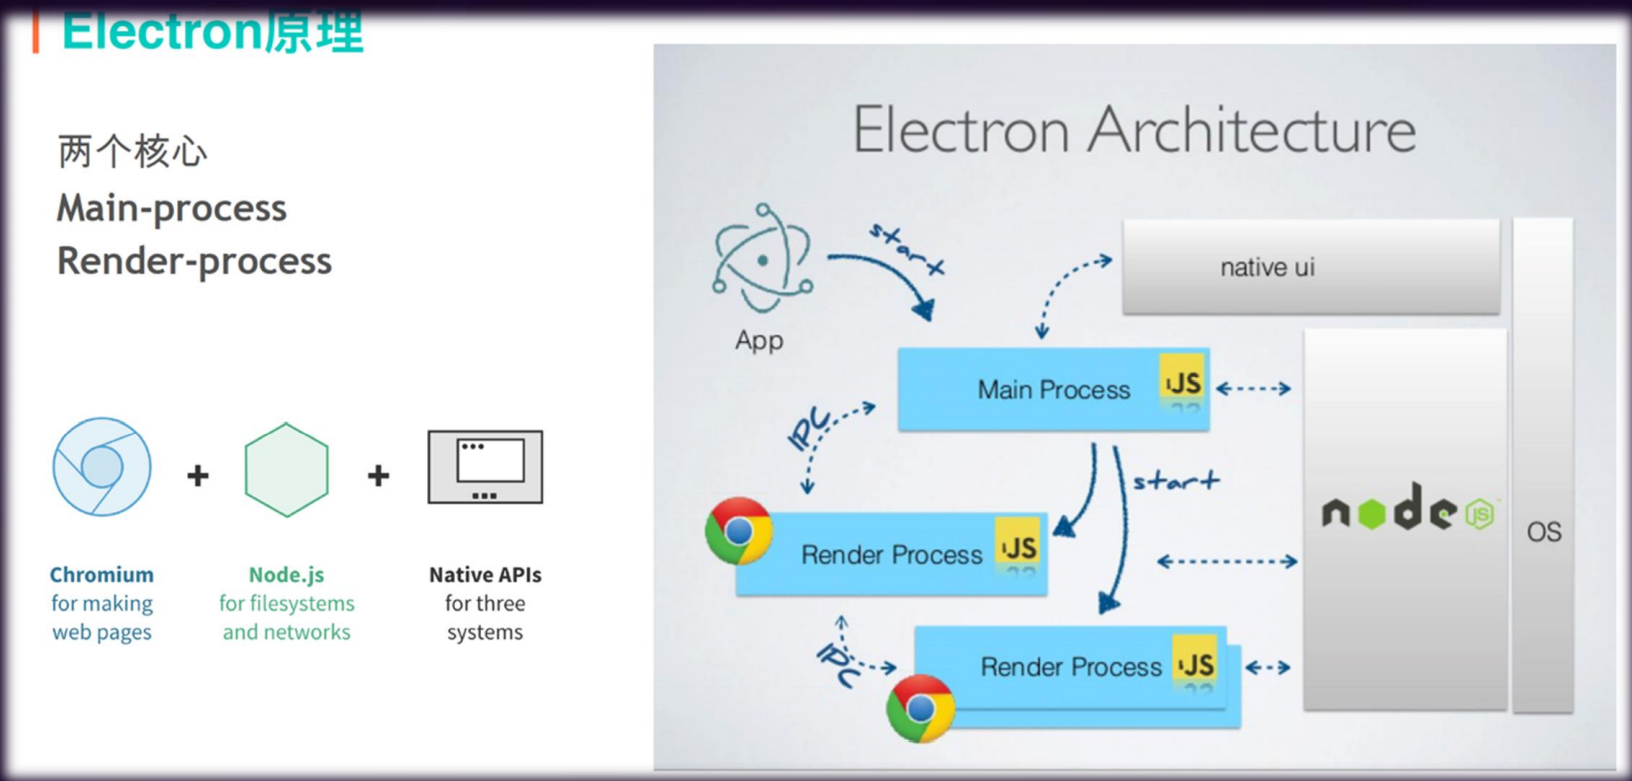 Electron原理
两个核心
Main-process
Render-process
+
+
Chromium
for making
web pages
Node.js
for filesystems
and networks
Native APIs
for three
systems
Electron Architecture
start
App
native ui
Main Process
JS
IPC
start
Render Process
JS
node
JS
OS
IPC
Render Process
JS